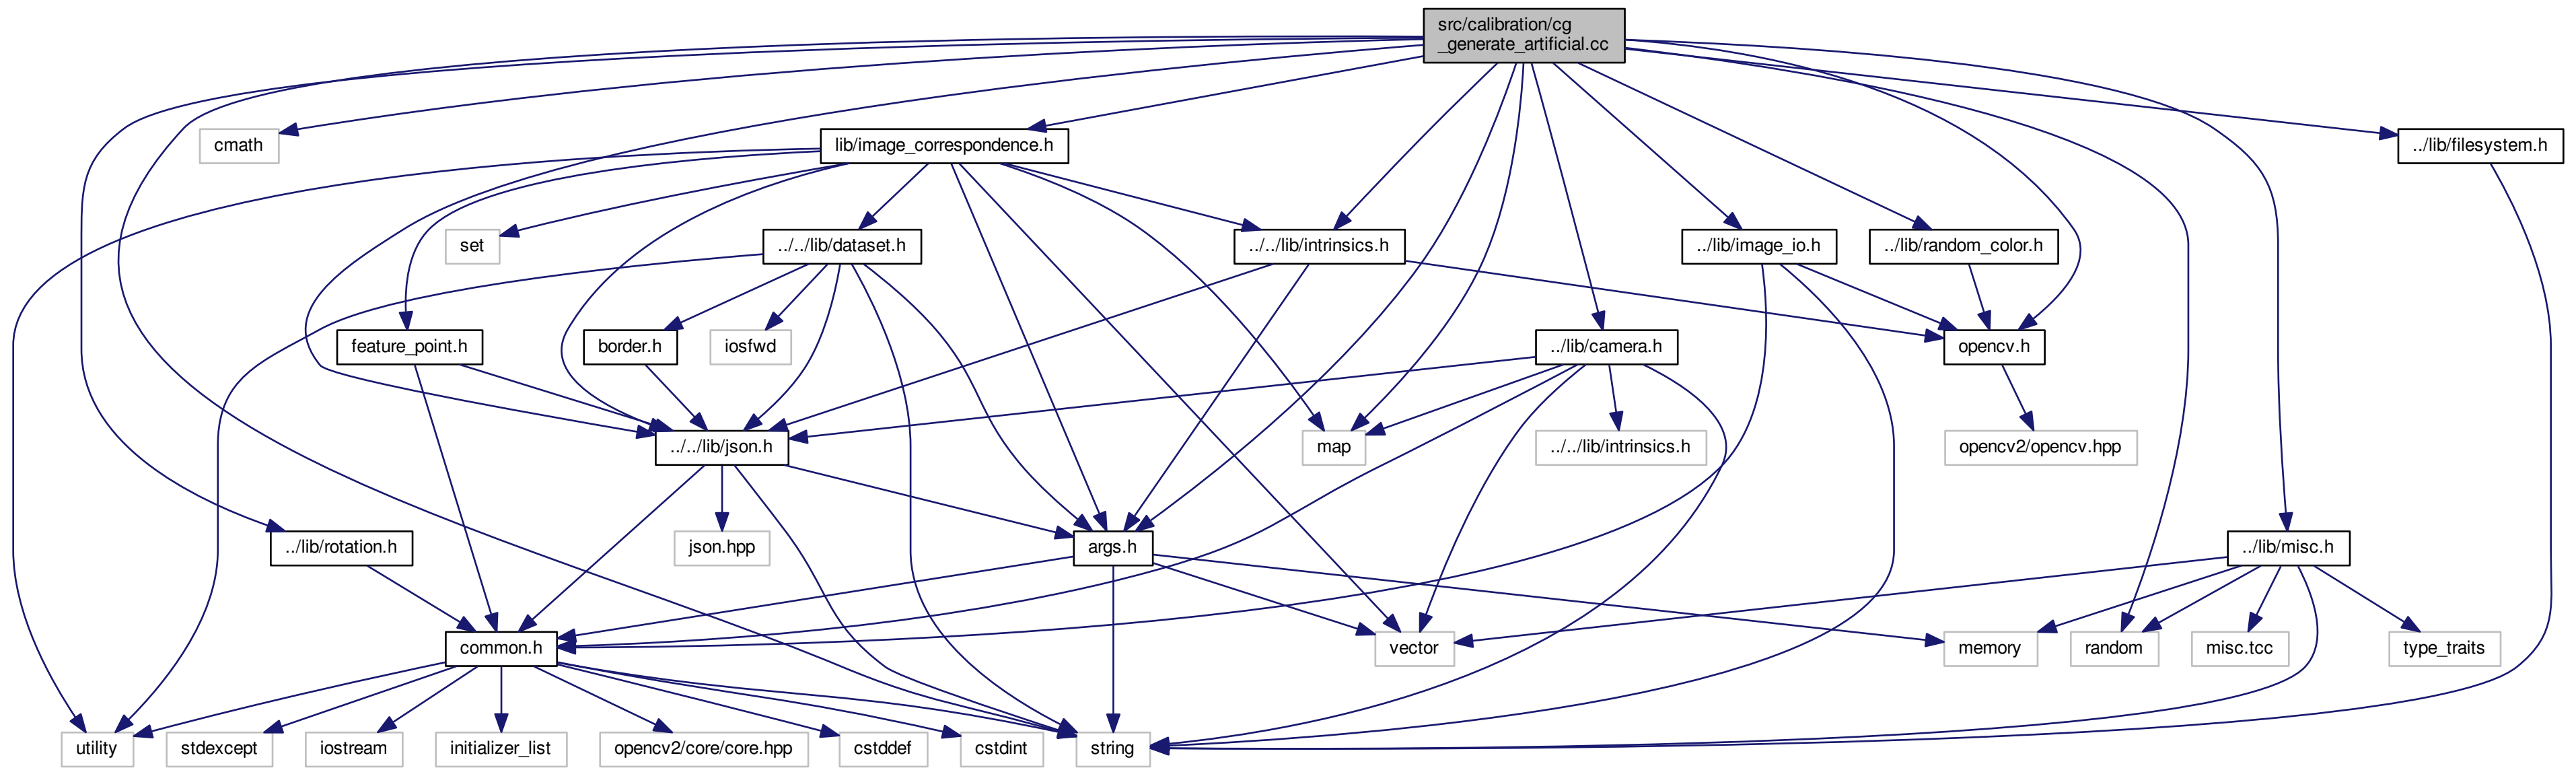 src/calibration/cg
_generate_artificial.cc
cmath
lib/image_correspondence.h
../lib/filesystem.h
set
../../lib/dataset.h
../../lib/intrinsics.h
../lib/image_io.h
../lib/random_color.h
feature_point.h
border.h
iosfwd
../lib/camera.h
opencv.h
../../lib/json.h
map
../../lib/intrinsics.h
opencv2/opencv.hpp
../lib/rotation.h
json.hpp
args.h
../lib/misc.h
common.h
vector
memory
random
misc.tcc
type_traits
utility
stdexcept
iostream
initializer_list
opencv2/core/core.hpp
cstddef
cstdint
string